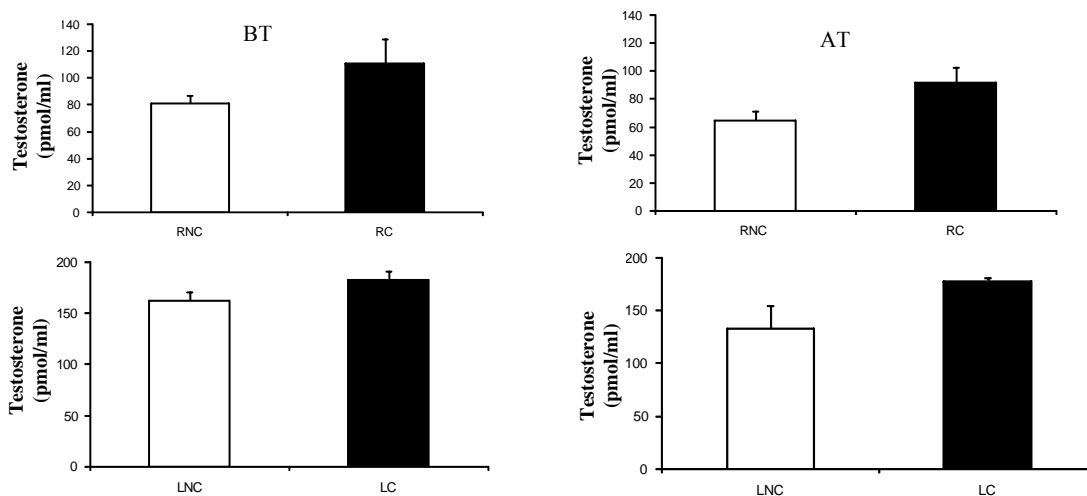 BT
Testosterone
(pmol/ml)
140
120
100
80
60
40
20
0
RNC RC
AT
Testosterone
(pmol/ml)
140
120
100
80
60
40
20
0
RNC RC
Testosterone
(pmol/ml)
200
150
100
50
0
LNC LC
Testosterone
(pmol/ml)
200
150
100
50
0
LNC LC